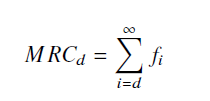 MRC_d = \sum_{i=d}^{\infty} f_i